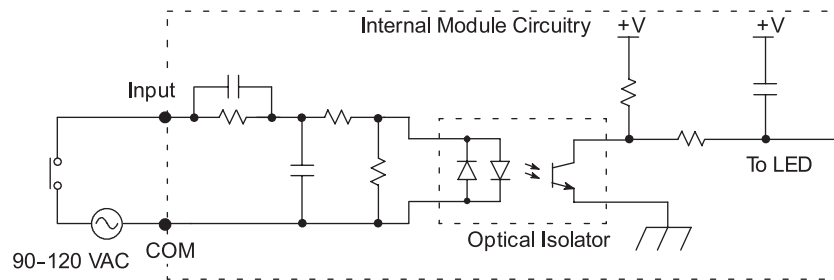 Internal Module Circuitry
+V
+V
Input
To LED
COM
Optical Isolator
90–120 VAC